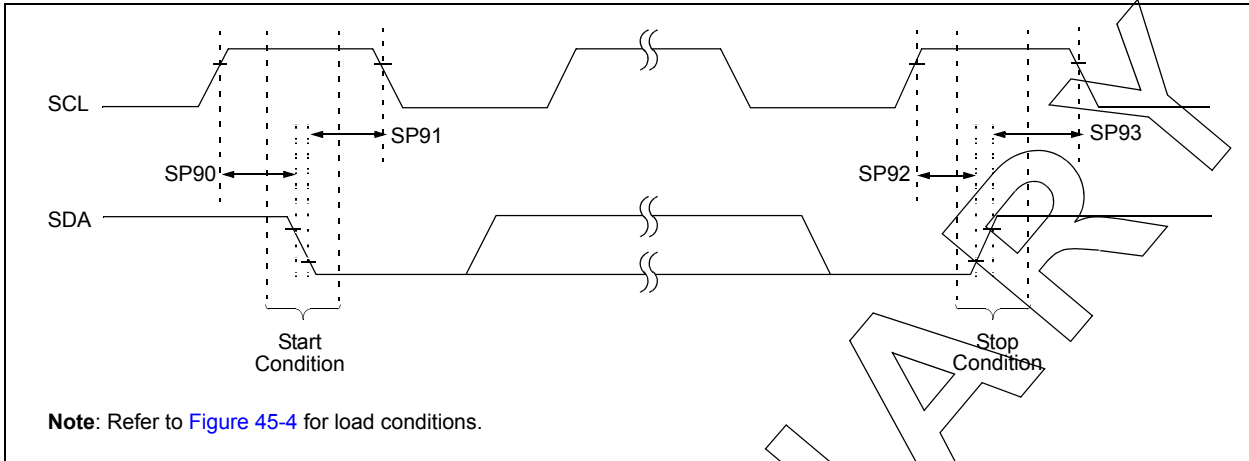 SCL
SP91
SP93
SP90
SP92
SDA
Start
Condition
Stop
Condition
Note: Refer to Figure 45-4 for load conditions.
ARY